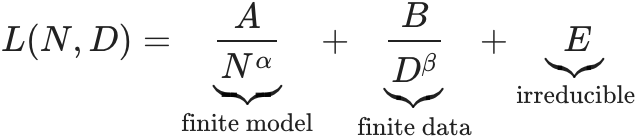 L(N, D) = A/N^α + B/D^β + E
finite model
finite data
irreducible